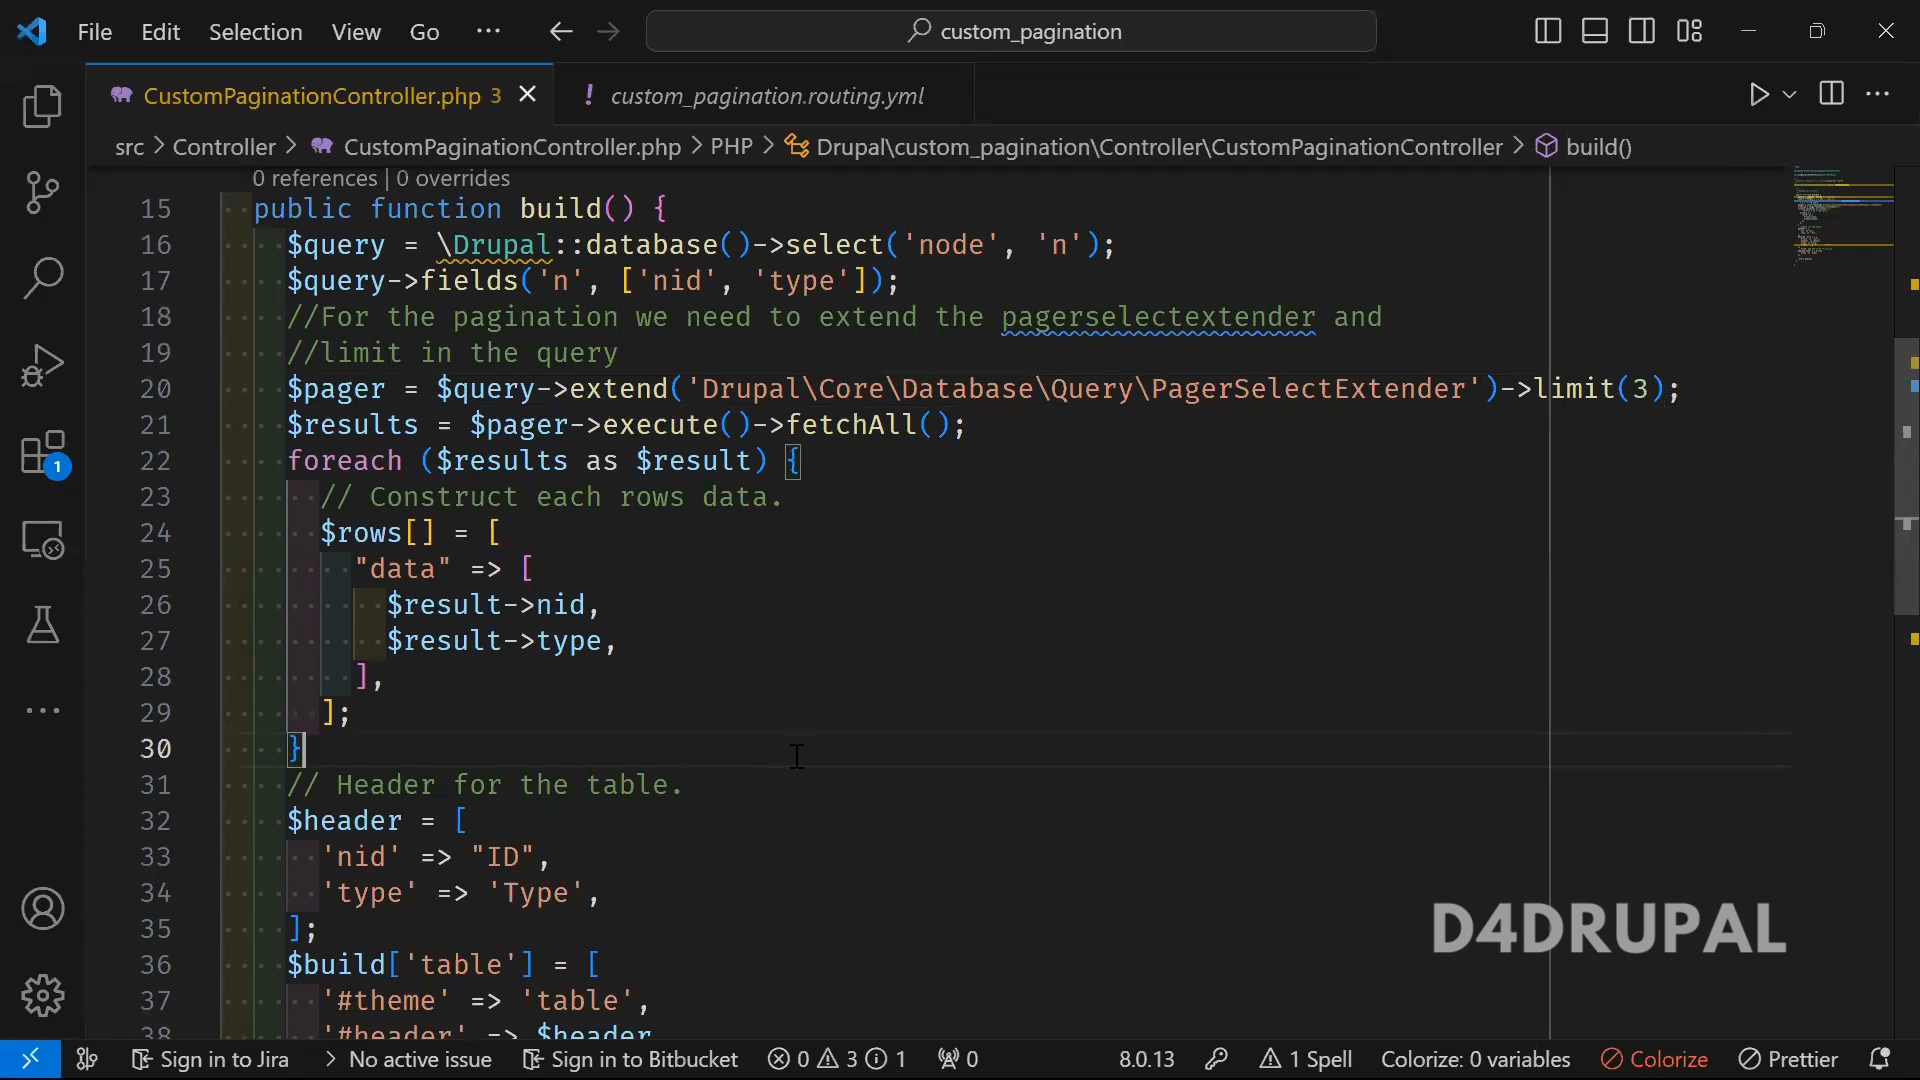 File Edit Selection View Go ··· custom_pagination
CustomPaginationController.php 3 custom_pagination.routing.yml
src > Controller > CustomPaginationController.php > PHP > Drupal\custom_pagination\Controller\CustomPaginationController > build()
0 references | 0 overrides
15 public function build() {
16 $query = \Drupal::database()->select('node', 'n');
17 $query->fields('n', ['nid', 'type']);
18 //For the pagination we need to extend the pagerselectextender and
19 //limit in the query
20 $pager = $query->extend('Drupal\Core\Database\Query\PagerSelectExtender')->limit(3);
21 $results = $pager->execute()->fetchAll();
22 foreach ($results as $result) {
23 // Construct each rows data.
24 $rows[] = [
25 "data" => [
26 $result->nid,
27 $result->type,
28 ],
29 ];
30 }
31 // Header for the table.
32 $header = [
33 'nid' => "ID",
34 'type' => 'Type',
35 ];
36 $build['table'] = [
37 '#theme' => 'table',
38 '#header' => $header
1
D4DRUPAL
Sign in to Jira > No active issue Sign in to Bitbucket 0 3 1 0 8.0.13 1 Spell Colorize: 0 variables Colorize Prettier